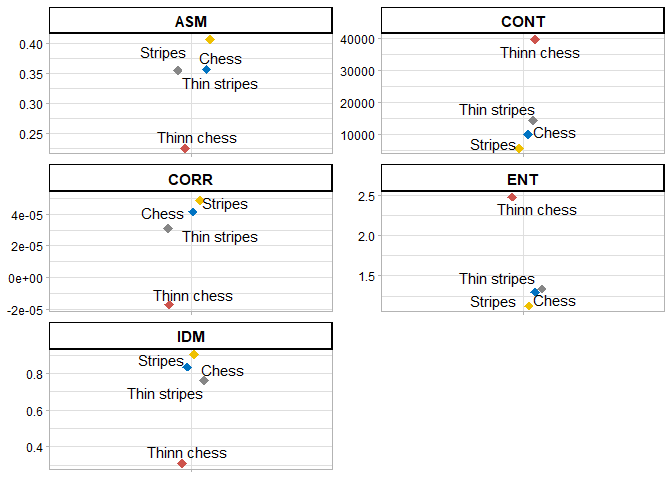 ASM
0.40
0.35
0.30
0.25
Stripes
Chess
Thin stripes
Thinn chess
CONT
40000
30000
20000
10000
Thinn chess
Thin stripes
Chess
Stripes
CORR
4e-05
2e-05
0e+00
-2e-05
Stripes
Chess
Thin stripes
Thinn chess
ENT
2.5
2.0
1.5
Thinn chess
Thin stripes
Stripes
Chess
IDM
0.8
0.6
0.4
Stripes
Chess
Thin stripes
Thinn chess